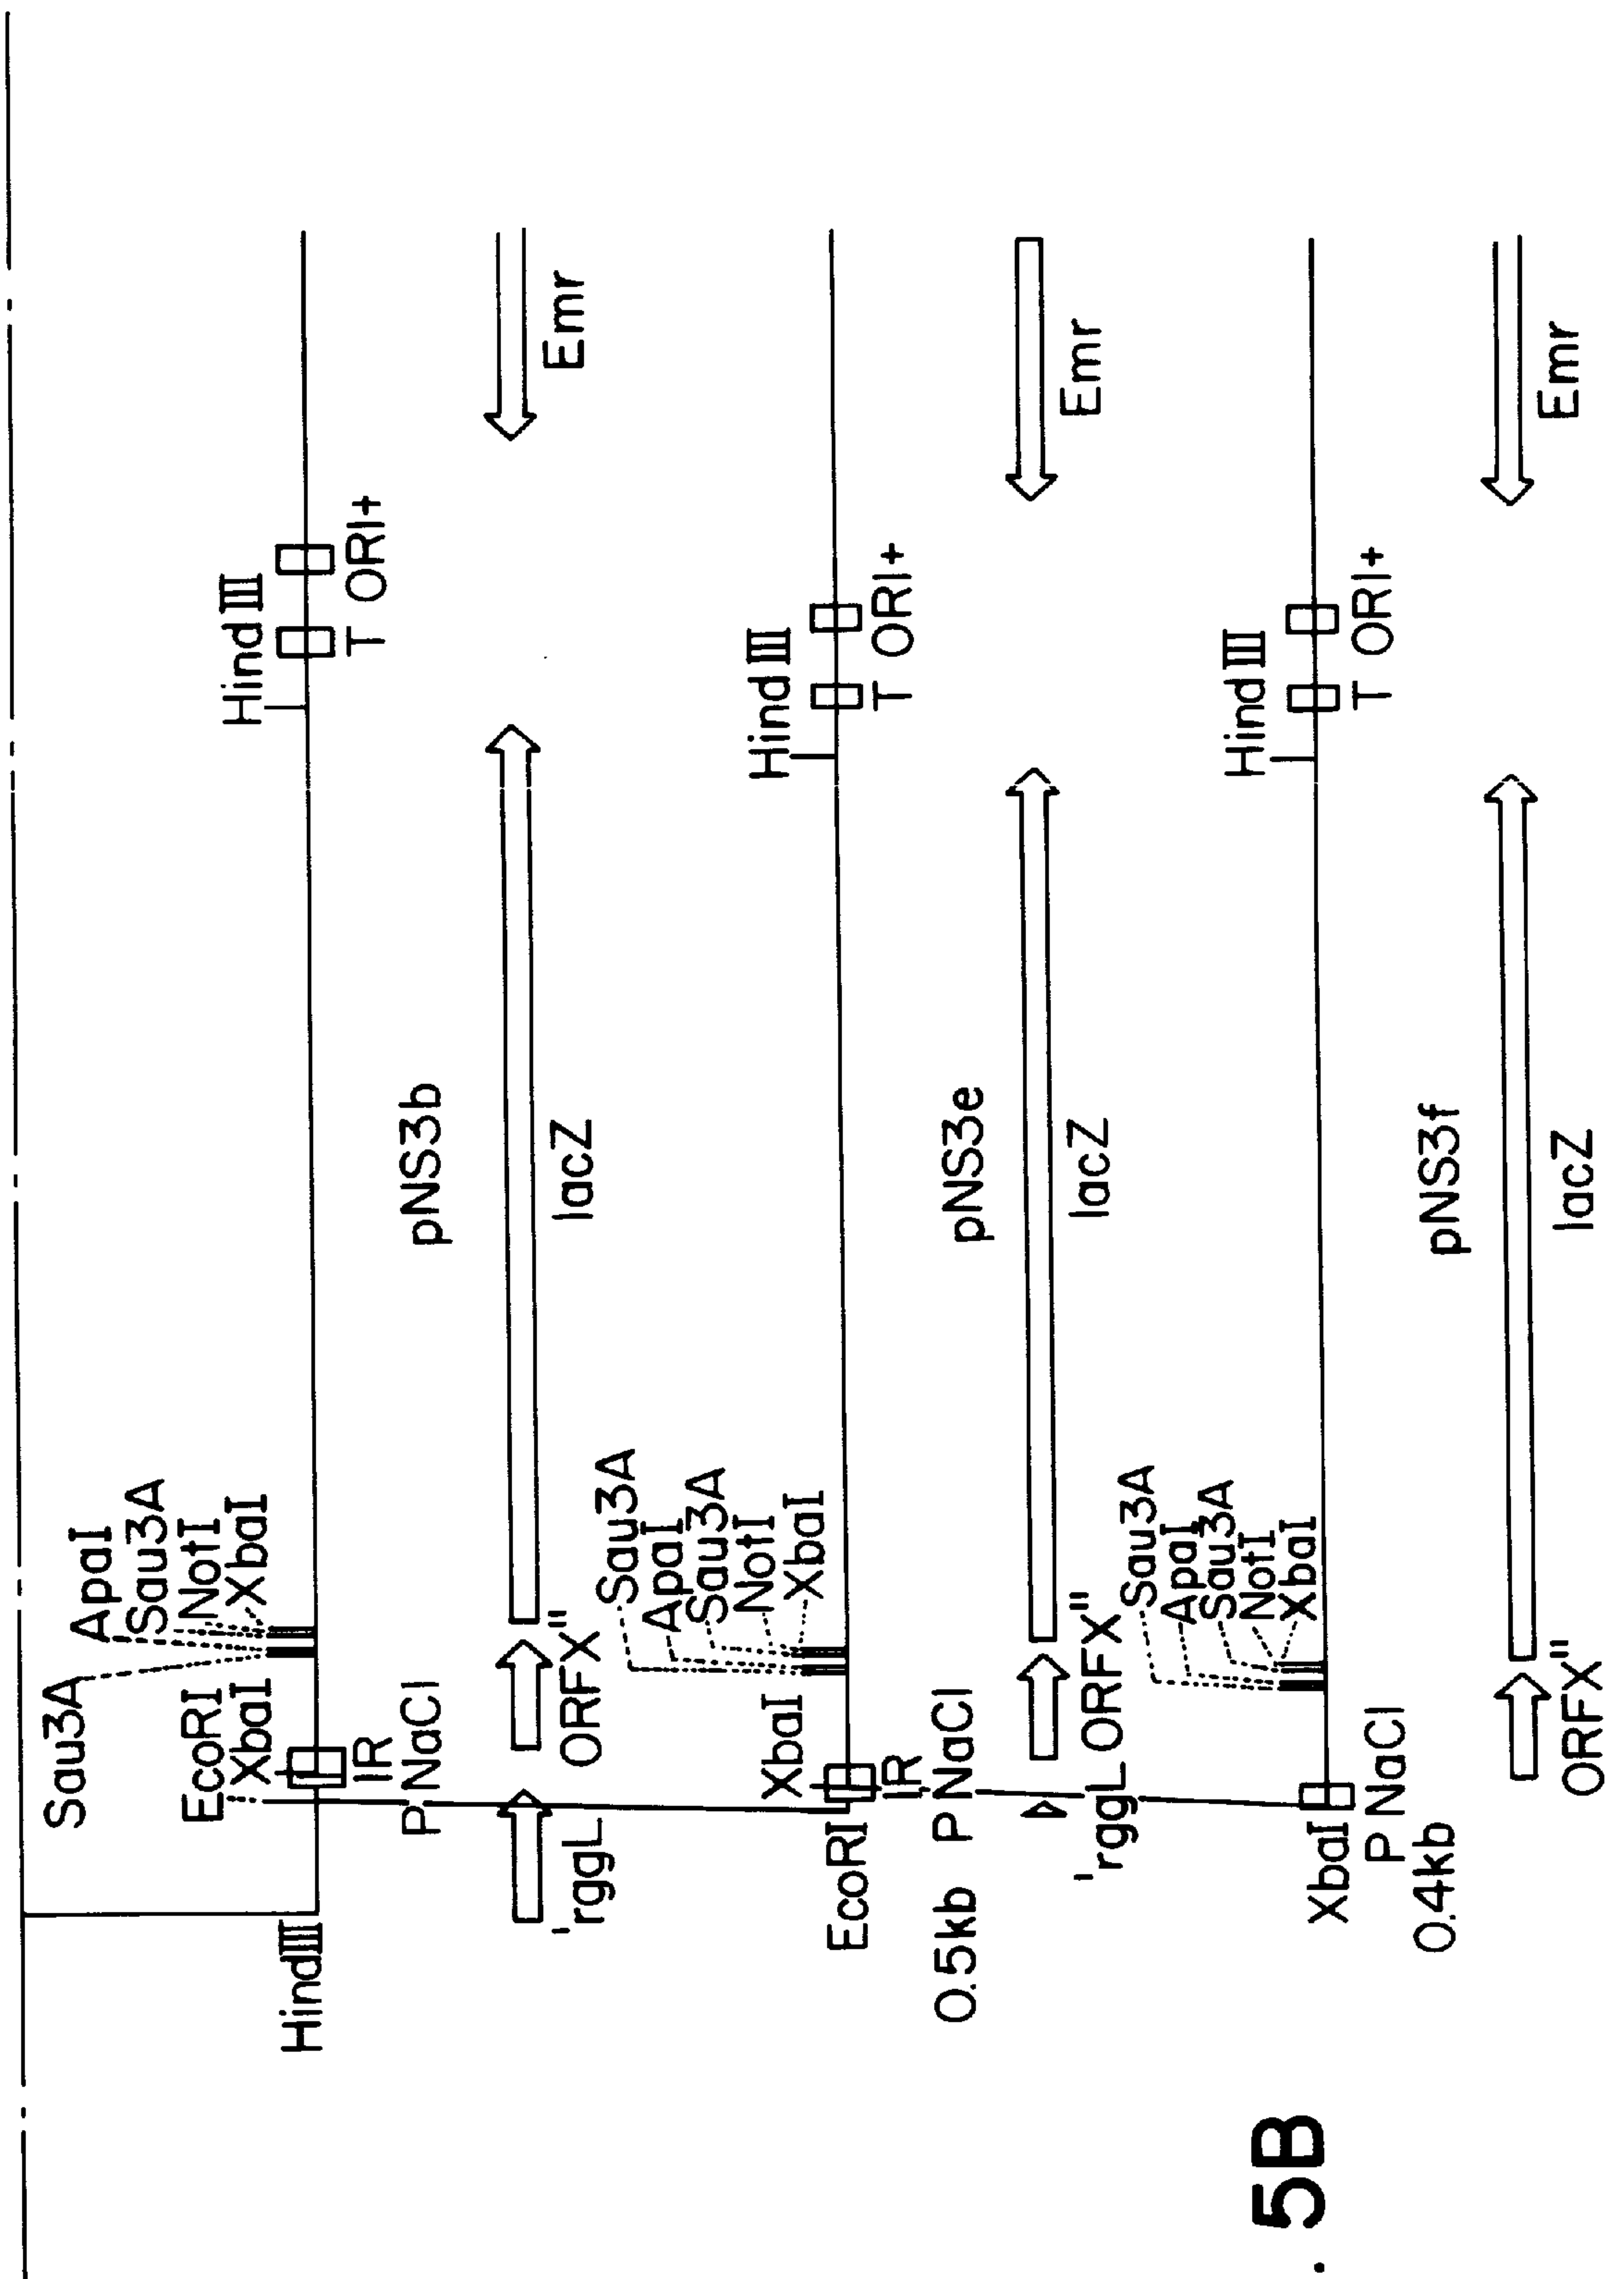 ApaI
Sau3A
NotI
XbaI
Sau3A
EcoRI
XbaI
HindIII
HindIII
IR
T
ORI+
P NaCl
pNS3b
'rggL
ORFX"
lacZ
Emr
Sau3A
ApaI
Sau3A
NotI
XbaI
XbaI
HindIII
EcoRI
IR
T
ORI+
0.5kb P NaCl
pNS3e
'rggL
ORFX"
lacZ
Emr
Sau3A
ApaI
Sau3A
NotI
XbaI
HindIII
XbaI
P NaCl
T
ORI+
0.4kb
pNS3f
ORFX"
lacZ
Emr
. 5B